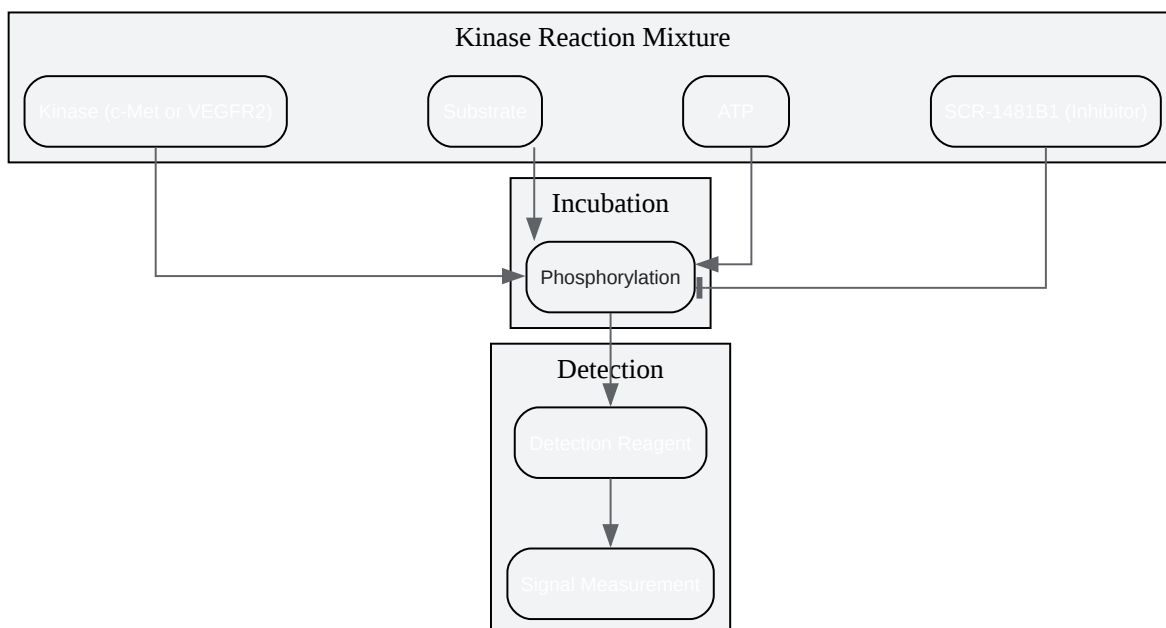 Kinase Reaction Mixture
Kinase (c-Met or VEGFR2)
Substrate
ATP
SCR-1481B1 (Inhibitor)
Incubation
Phosphorylation
Detection
Detection Reagent
Signal Measurement